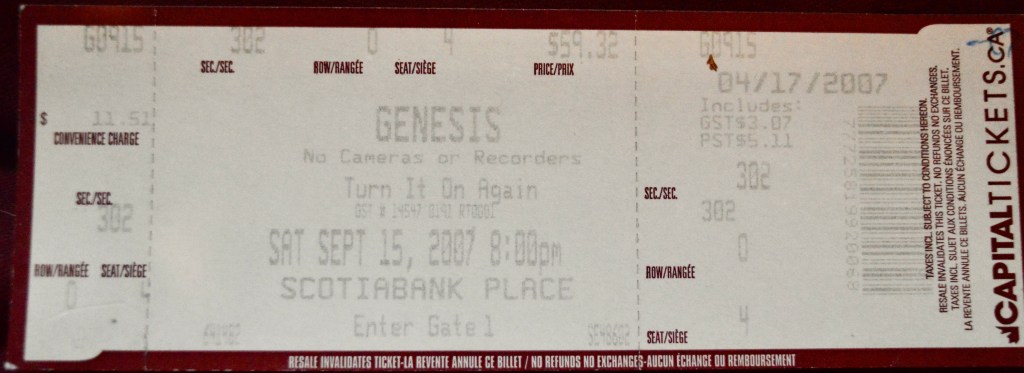 G0915 302 0 4 $59.32 G0915
SEC./SEC. ROW/RANGÉE SEAT/SIÈGE PRICE/PRIX
$ 11.51
CONVENIENCE CHARGE
SEC./SEC.
302
ROW/RANGÉE SEAT/SIÈGE
0 4
GENESIS
No Cameras or Recorders
Turn It On Again
GST #
SAT SEPT 15, 2007 8:00pm
SCOTIABANK PLACE
Enter Gate 1
04/17/2007
Includes:
GST$3.07
PST$5.11
302
SEC./SEC.
302
0
ROW/RANGÉE
4
SEAT/SIÈGE
TAXES INCL. SUBJECT TO CONDITIONS HEREON.
RESALE INVALIDATES THIS TICKET. NO REFUNDS NO EXCHANGES.
TAXES INCL. SUJET AUX CONDITIONS ÉNONCÉES SUR CE BILLET.
LA REVENTE ANNULE CE BILLETS. AUCUN ÉCHANGE OU REMBOURSEMENT.
CAPITALTICKETS.CA®
RESALE INVALIDATES TICKET-LA REVENTE ANNULE CE BILLET / NO REFUNDS NO EXCHANGES-AUCUN ÉCHANGE OU REMBOURSEMENT